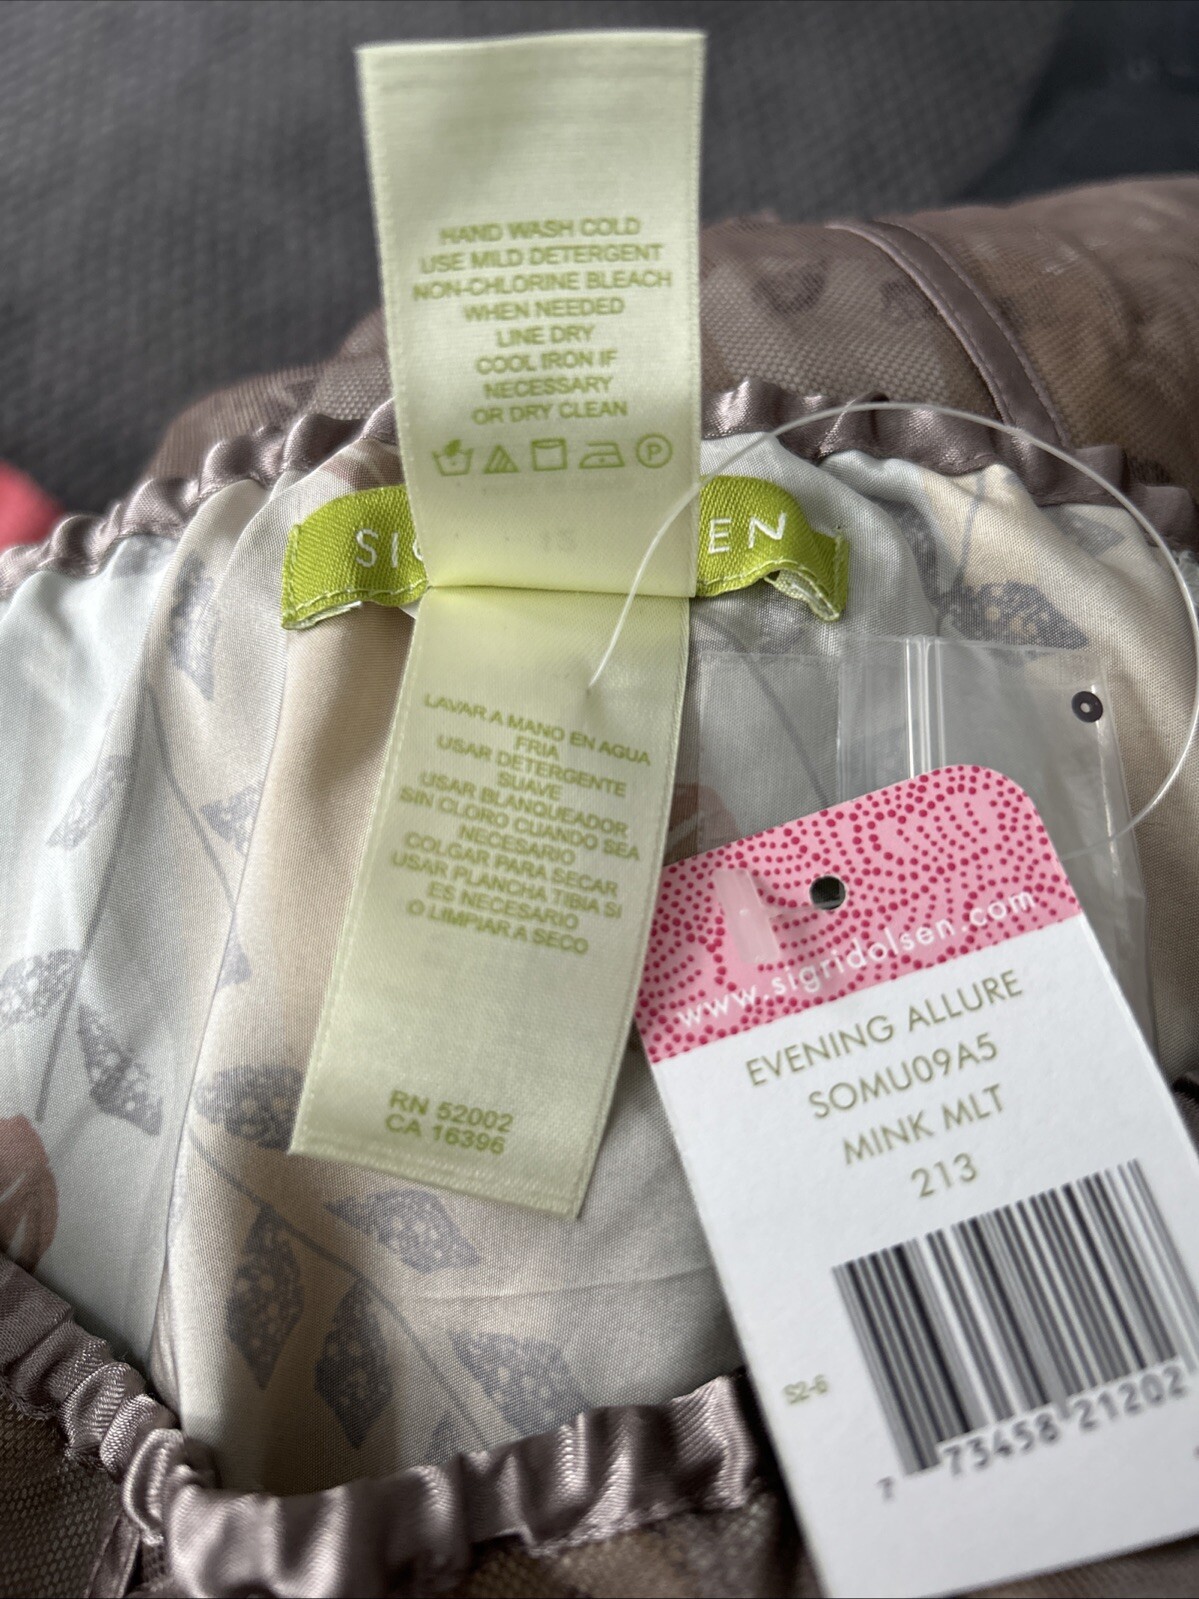 HAND WASH COLD
USE MILD DETERGENT
NON-CHLORINE BLEACH
WHEN NEEDED
LINE DRY
COOL IRON IF
NECESSARY
OR DRY CLEAN
P
SI EN
12
LAVAR A MANO EN AGUA
FRIA
USAR DETERGENTE
SUAVE
USAR BLANQUEADOR
SIN CLORO CUANDO SEA
NECESARIO
COLGAR PARA SECAR
USAR PLANCHA TIBIA SI
ES NECESARIO
O LIMPIAR A SECO
RN 52002
CA 16396
www.sigridolsen.com
EVENING ALLURE
SOMU09A5
MINK MLT
213
S2-6
7 73458 21202